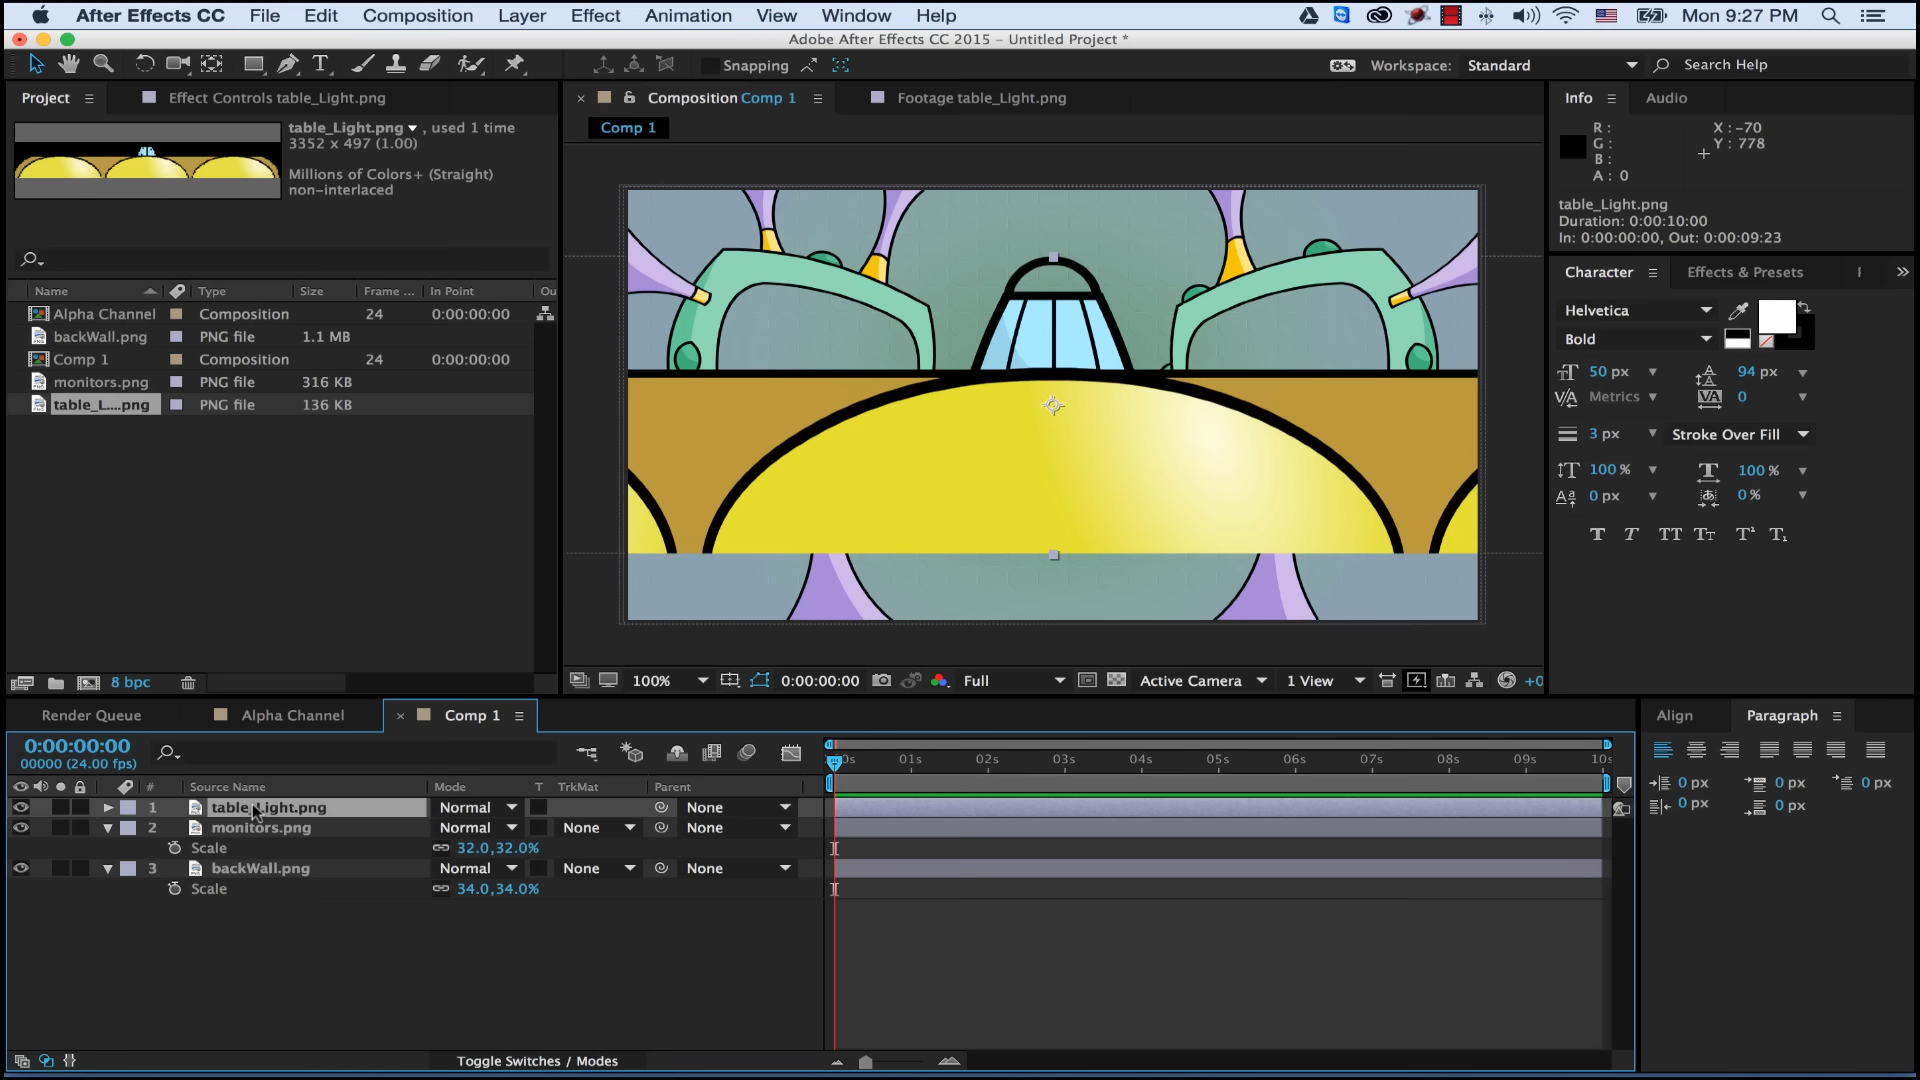 After Effects CC File Edit Composition Layer Effect Animation View Window Help Mon 9:27 PM
Adobe After Effects CC 2015 – Untitled Project *
Snapping Workspace: Standard Search Help
Project Effect Controls table_Light.png
table_Light.png , used 1 time
3352 x 497 (1.00)
Millions of Colors+ (Straight)
non-interlaced
Name Type Size Frame ... In Point Ou
Alpha Channel Composition 24 0:00:00:00
backWall.png PNG file 1.1 MB
Comp 1 Composition 24 0:00:00:00
monitors.png PNG file 316 KB
table_L....png PNG file 136 KB
8 bpc
Composition Comp 1 Footage table_Light.png
Comp 1
100% 0:00:00:00 Full Active Camera 1 View +0
Info Audio
R : X : -70
G : Y : 778
B :
A : 0
table_Light.png
Duration: 0:00:10:00
In: 0:00:00:00, Out: 0:00:09:23
Character Effects & Presets
Helvetica
Bold
50 px 94 px
Metrics 0
3 px Stroke Over Fill
100 % 100 %
0 px 0 %
T T TT Tт T¹ T₁
Render Queue Alpha Channel Comp 1
0:00:00:00
00000 (24.00 fps)
:00s 01s 02s 03s 04s 05s 06s 07s 08s 09s 10s
# Source Name Mode T TrkMat Parent
1 table_Light.png Normal None
2 monitors.png Normal None None
Scale 32.0,32.0%
3 backWall.png Normal None None
Scale 34.0,34.0%
Toggle Switches / Modes
Align Paragraph
0 px 0 px 0 px
0 px 0 px